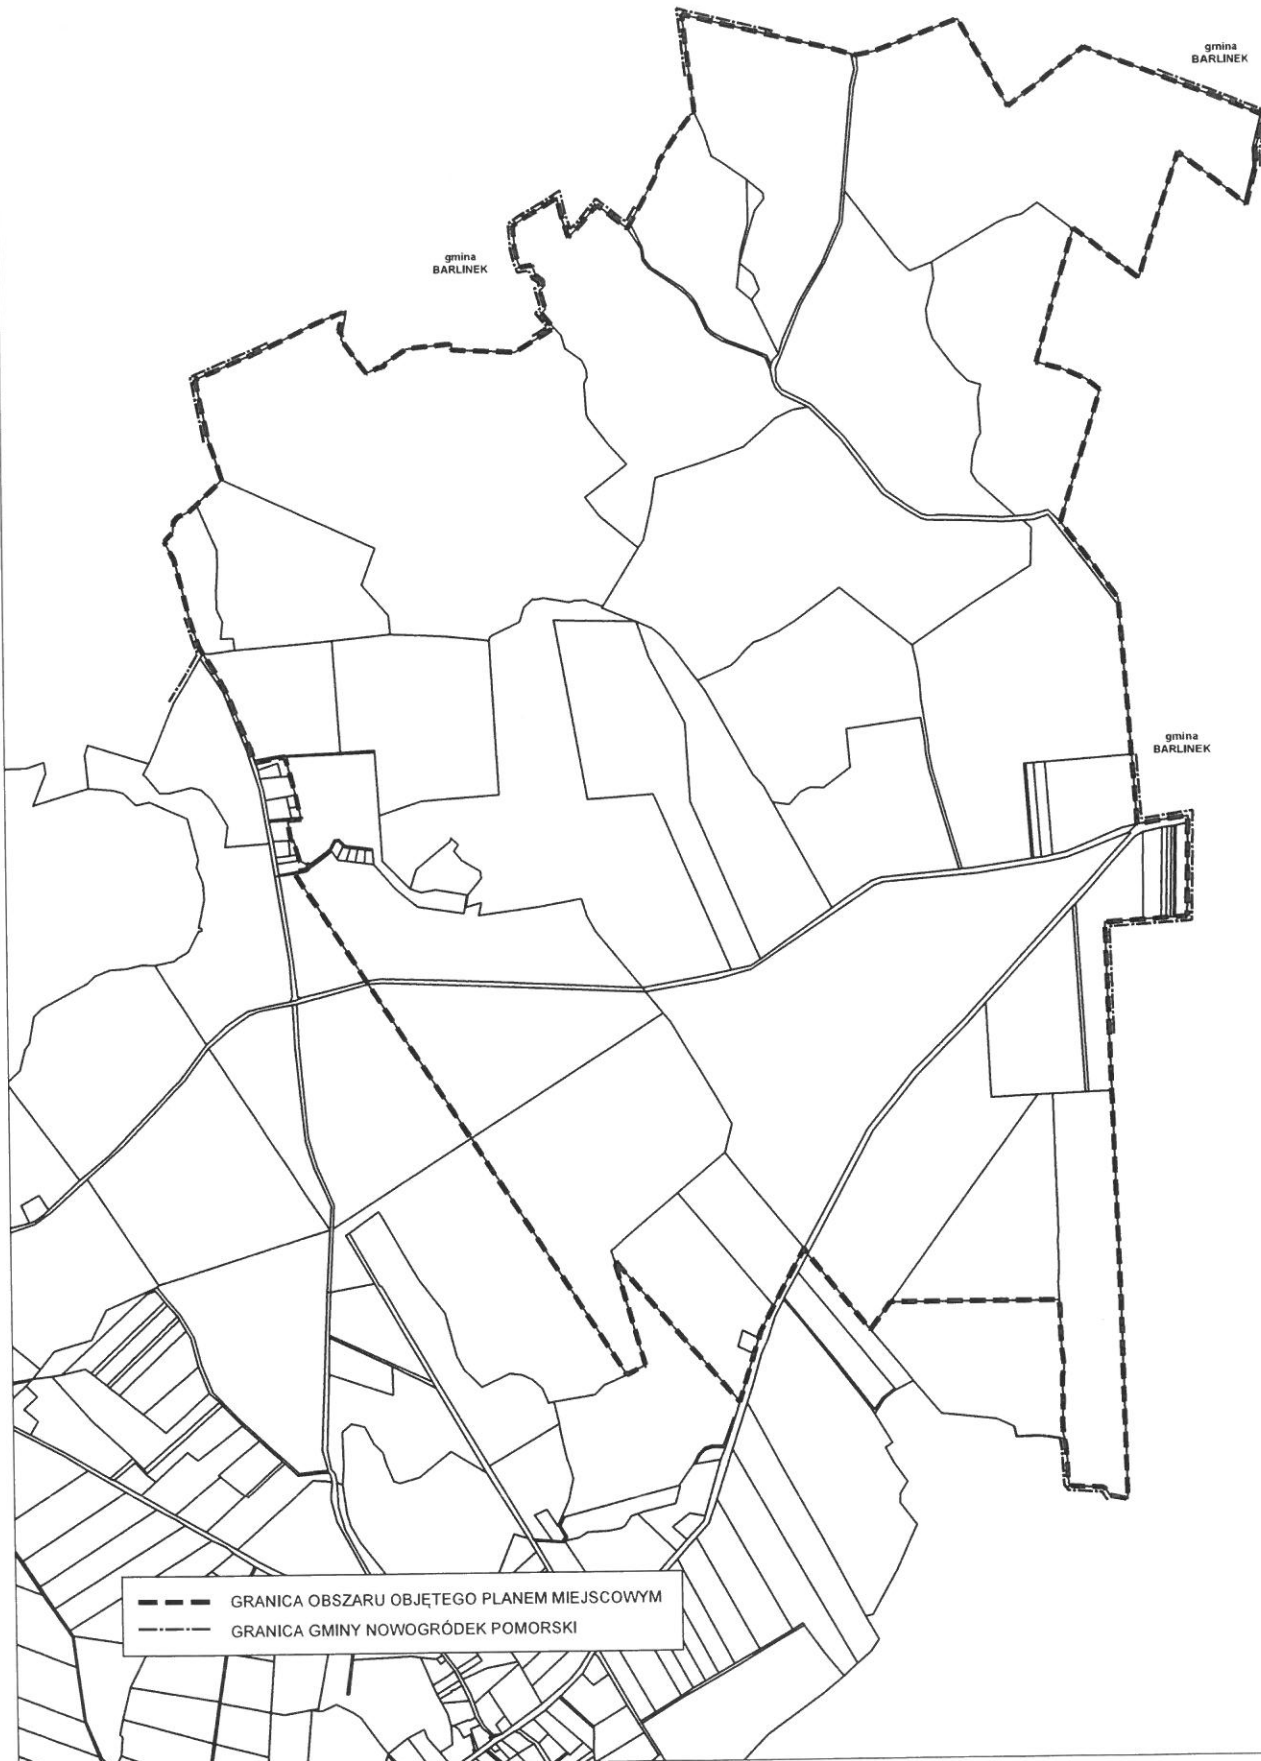 gmina
BARLINEK
gmina
BARLINEK
gmina
BARLINEK
GRANICA OBSZARU OBJĘTEGO PLANEM MIEJSCOWYM
GRANICA GMINY NOWOGRÓDEK POMORSKI